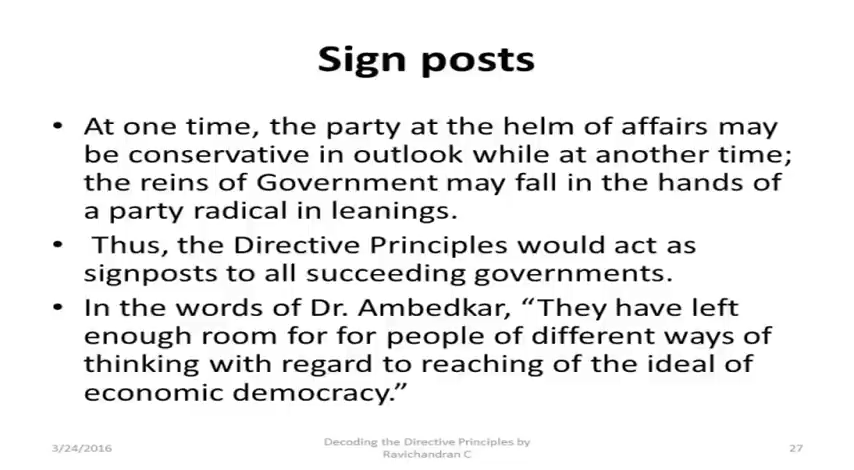 Sign posts
• At one time, the party at the helm of affairs may
be conservative in outlook while at another time;
the reins of Government may fall in the hands of
a party radical in leanings.
• Thus, the Directive Principles would act as
signposts to all succeeding governments.
• In the words of Dr. Ambedkar, “They have left
enough room for for people of different ways of
thinking with regard to reaching of the ideal of
economic democracy.”
3/24/2016
Decoding the Directive Principles by
Ravichandran C
27